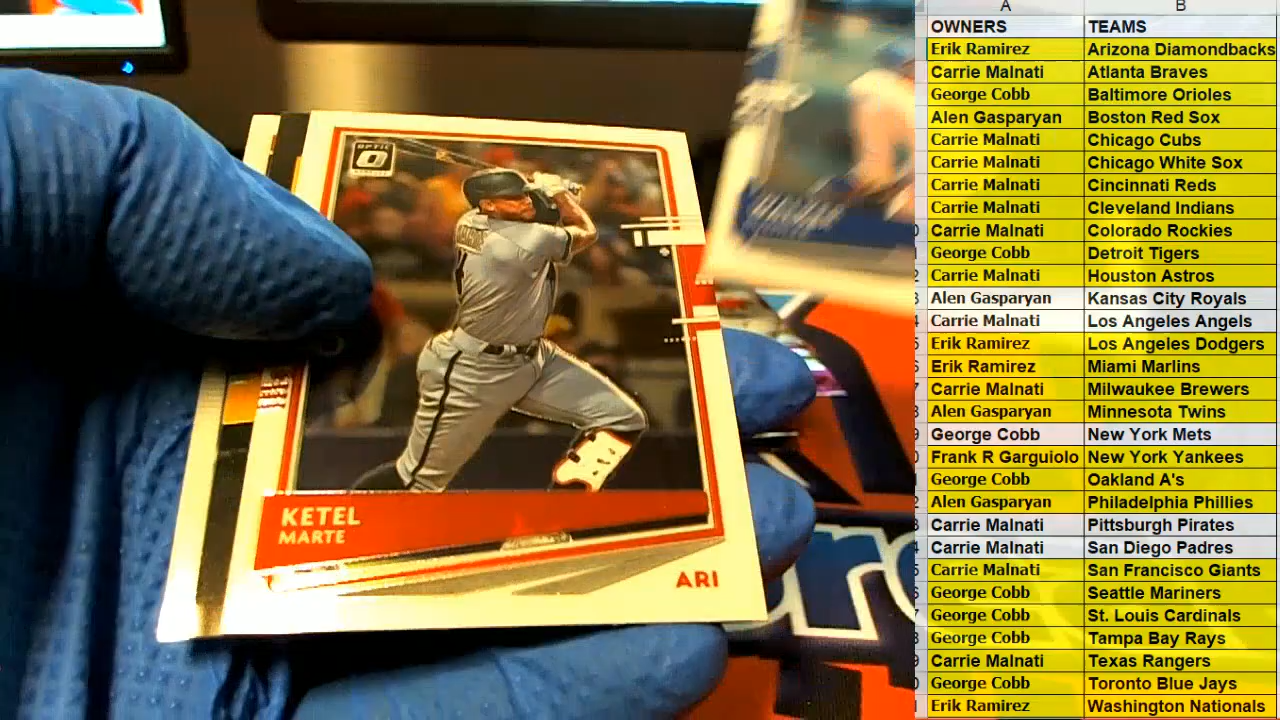 A B
OWNERS TEAMS
Erik Ramirez Arizona Diamondbacks
Carrie Malnati Atlanta Braves
George Cobb Baltimore Orioles
Alen Gasparyan Boston Red Sox
Carrie Malnati Chicago Cubs
Carrie Malnati Chicago White Sox
Carrie Malnati Cincinnati Reds
Carrie Malnati Cleveland Indians
Carrie Malnati Colorado Rockies
George Cobb Detroit Tigers
Carrie Malnati Houston Astros
Alen Gasparyan Kansas City Royals
Carrie Malnati Los Angeles Angels
Erik Ramirez Los Angeles Dodgers
Erik Ramirez Miami Marlins
Carrie Malnati Milwaukee Brewers
Alen Gasparyan Minnesota Twins
George Cobb New York Mets
Frank R Garguiolo New York Yankees
George Cobb Oakland A's
Alen Gasparyan Philadelphia Phillies
Carrie Malnati Pittsburgh Pirates
Carrie Malnati San Diego Padres
Carrie Malnati San Francisco Giants
George Cobb Seattle Mariners
George Cobb St. Louis Cardinals
George Cobb Tampa Bay Rays
Carrie Malnati Texas Rangers
George Cobb Toronto Blue Jays
Erik Ramirez Washington Nationals
OPTIC
KETEL
MARTE
ARI